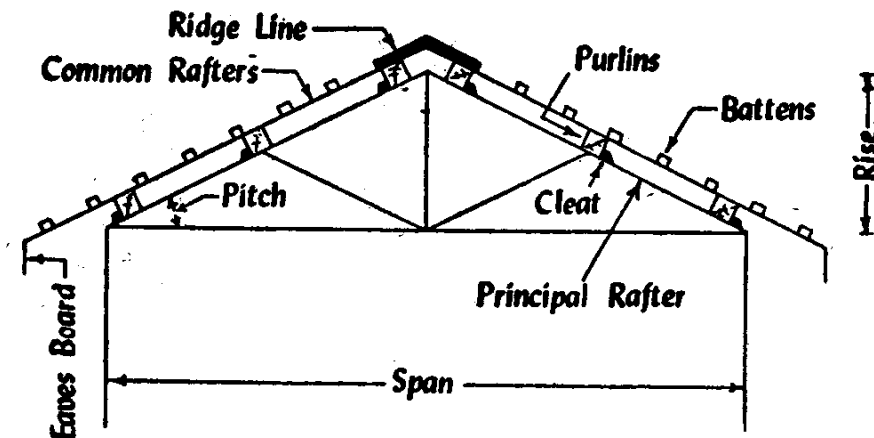 Ridge Line
Common Rafters
Purlins
Battens
Rise
Pitch
Cleat
Principal Rafter
Eaves Board
Span